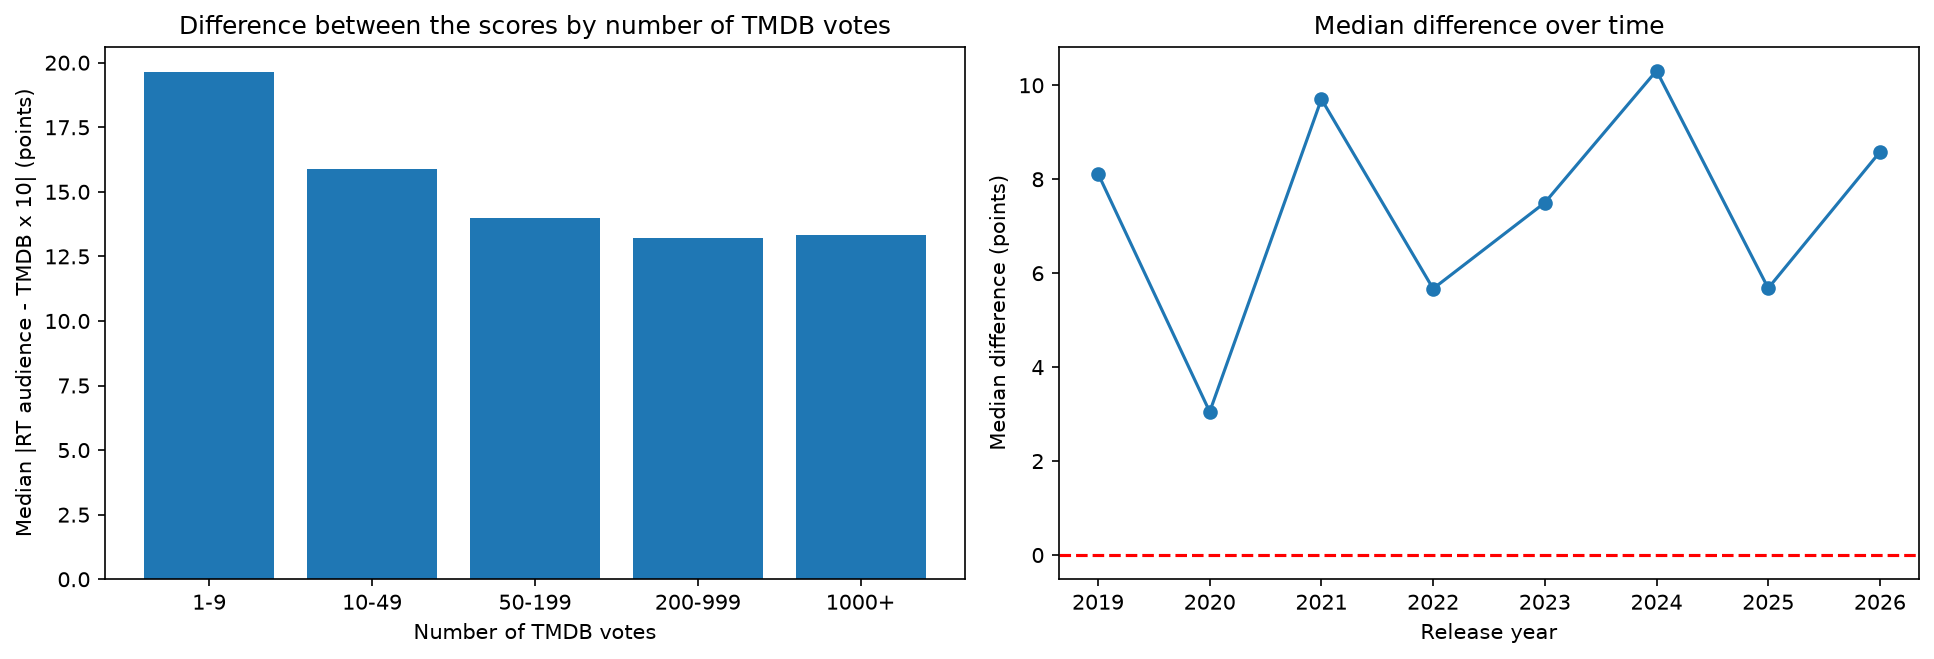 Difference between the scores by number of TMDB votes
Median |RT audience - TMDB x 10| (points)
20.0
17.5
15.0
12.5
10.0
7.5
5.0
2.5
0.0
1-9 10-49 50-199 200-999 1000+
Number of TMDB votes
Median difference over time
Median difference (points)
10
8
6
4
2
0
2019 2020 2021 2022 2023 2024 2025 2026
Release year